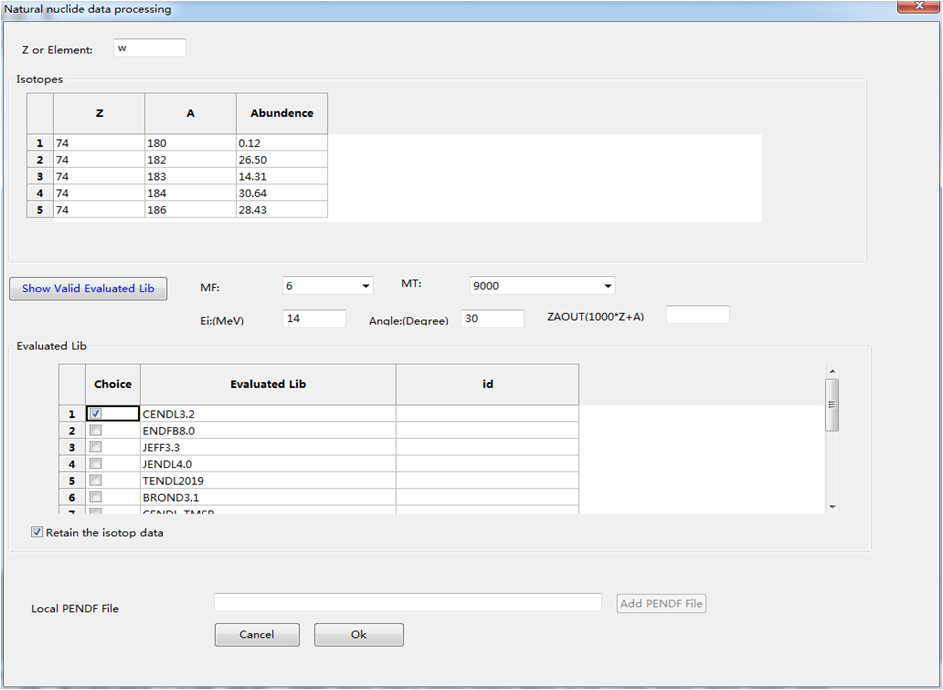 Natural nuclide data processing
Z or Element: w
Isotopes
Z A Abundence
1 74 180 0.12
2 74 182 26.50
3 74 183 14.31
4 74 184 30.64
5 74 186 28.43
Show Valid Evaluated Lib MF: 6 MT: 9000
Ei:(MeV) 14 Angle:(Degree) 30 ZAOUT(1000*Z+A)
Evaluated Lib
Choice Evaluated Lib id
1 CENDL3.2
2 ENDFB8.0
3 JEFF3.3
4 JENDL4.0
5 TENDL2019
6 BROND3.1
7 CENDL-TMSR
Retain the isotop data
Local PENDF File Add PENDF File
Cancel Ok